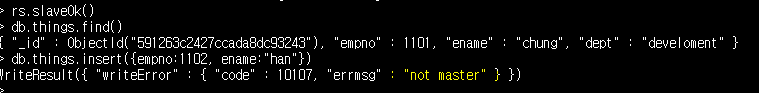 > rs.slaveOk()
> db.things.find()
{ "_id" : ObjectId("591263c2427ccada8dc93243"), "empno" : 1101, "ename" : "chung", "dept" : "develoment" }
> db.things.insert({empno:1102, ename:"han"})
WriteResult({ "writeError" : { "code" : 10107, "errmsg" : "not master" } })
>